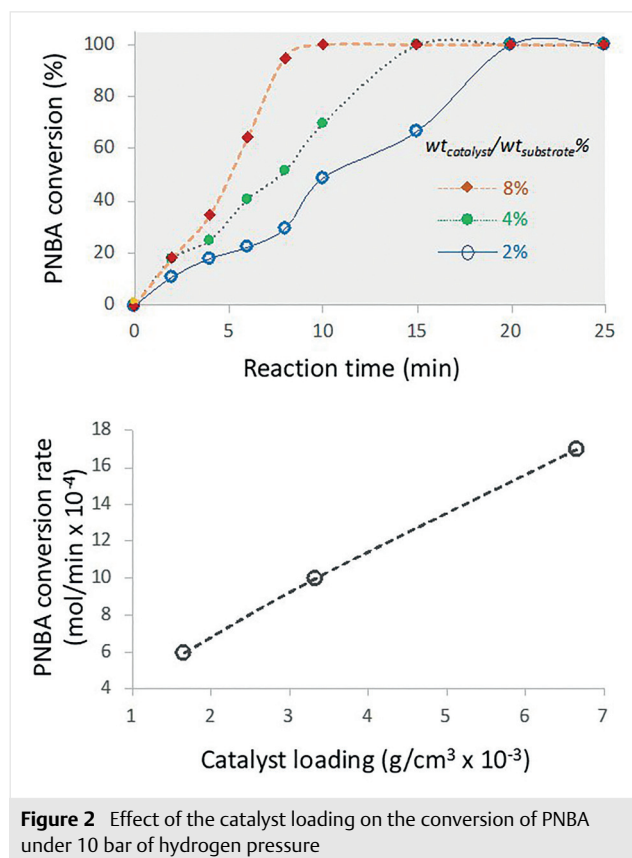 PNBA conversion (%)
100
80
60
40
20
0
wt_catalyst/wt_substrate%
8%
4%
2%
0 5 10 15 20 25
Reaction time (min)
PNBA conversion rate
(mol/min x 10⁻⁴)
18
16
14
12
10
8
6
4
1 2 3 4 5 6 7
Catalyst loading (g/cm³ x 10⁻³)
Figure 2 Effect of the catalyst loading on the conversion of PNBA
under 10 bar of hydrogen pressure